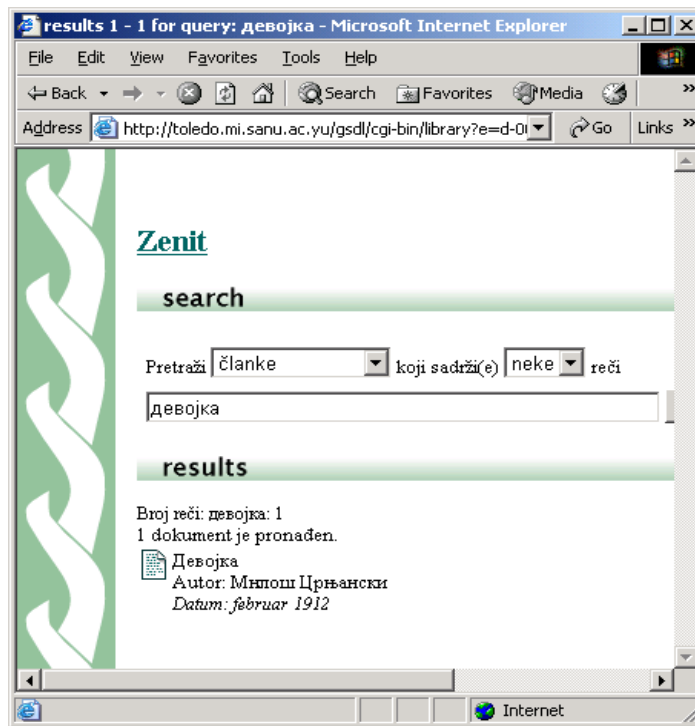 results 1 - 1 for query: девојка - Microsoft Internet Explorer
File Edit View Favorites Tools Help
Back Search Favorites Media »
Address http://toledo.mi.sanu.ac.yu/gsdl/cgi-bin/library?e=d-0 Go Links »
Zenit
search
Pretraži članke koji sadrži(e) neke reči
девојка
results
Broj reči: девојка: 1
1 dokument je pronađen.
Девојка
Autor: Милош Црњански
Datum: februar 1912
Internet